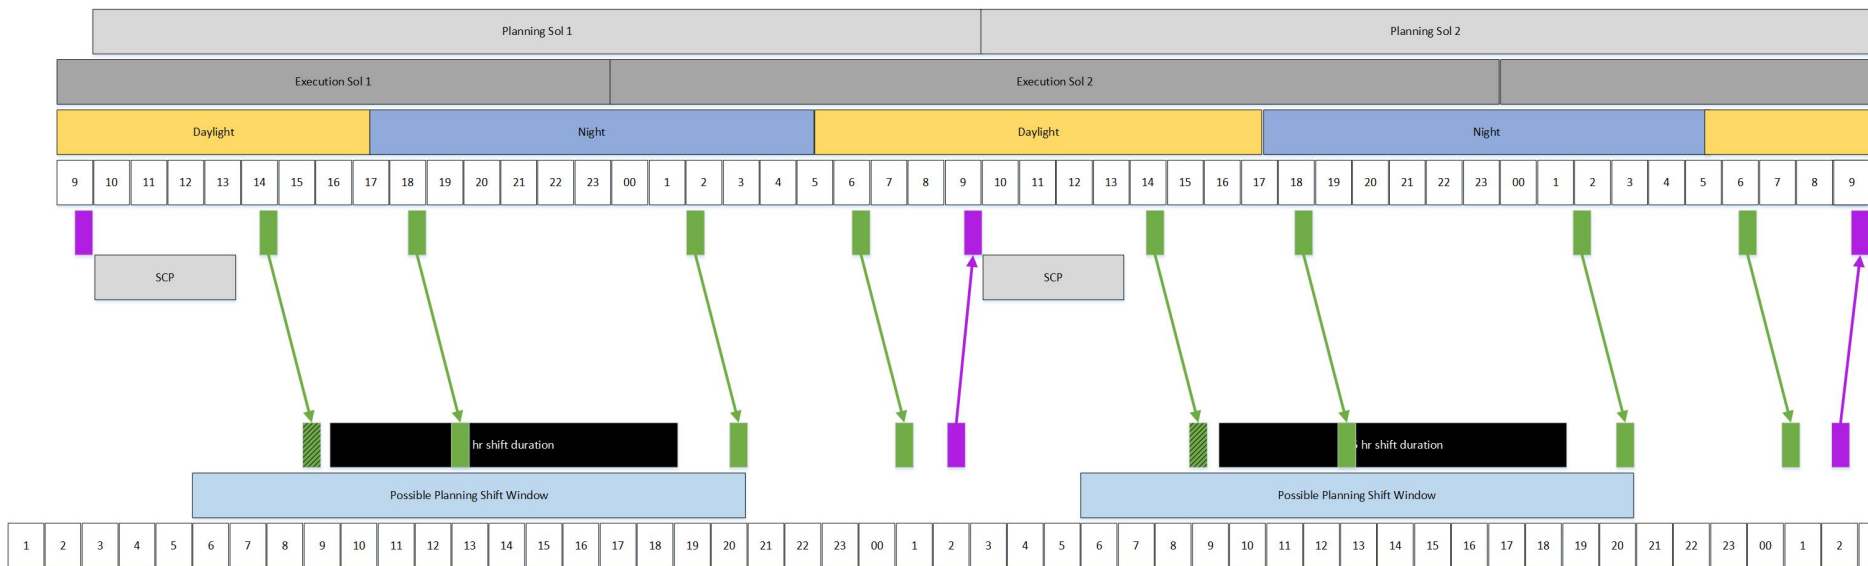 Planning Sol 1 Planning Sol 2
Execution Sol 1 Execution Sol 2
Daylight Night Daylight Night
9 10 11 12 13 14 15 16 17 18 19 20 21 22 23 00 1 2 3 4 5 6 7 8 9 10 11 12 13 14 15 16 17 18 19 20 21 22 23 00 1 2 3 4 5 6 7 8 9
SCP SCP
hr shift duration hr shift duration
Possible Planning Shift Window Possible Planning Shift Window
1 2 3 4 5 6 7 8 9 10 11 12 13 14 15 16 17 18 19 20 21 22 23 00 1 2 3 4 5 6 7 8 9 10 11 12 13 14 15 16 17 18 19 20 21 22 23 00 1 2